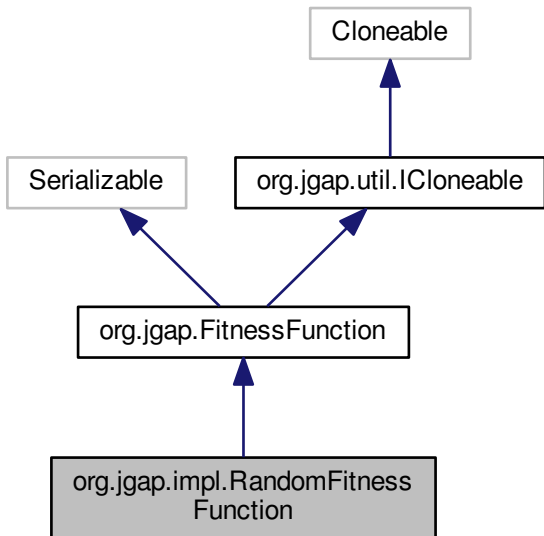 Cloneable
Serializable
org.jgap.util.ICloneable
org.jgap.FitnessFunction
org.jgap.impl.RandomFitness
Function